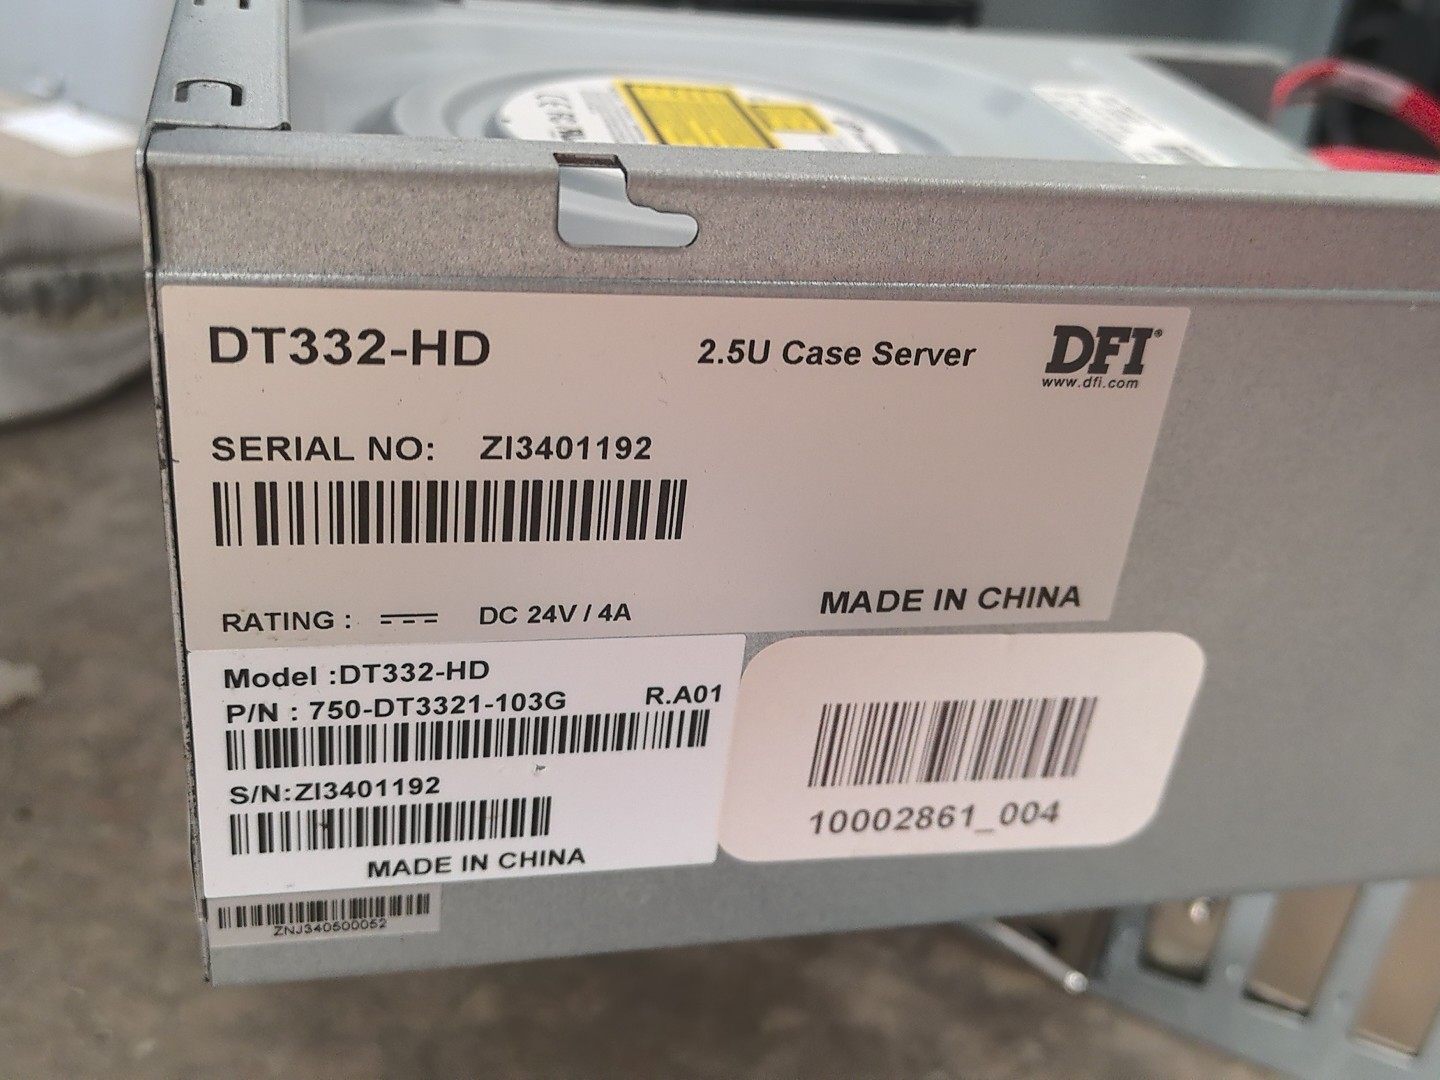 DT332-HD
2.5U Case Server
DFI®
www.dfi.com
SERIAL NO: ZI3401192
RATING : DC 24V / 4A
MADE IN CHINA
Model :DT332-HD
P/N : 750-DT3321-103G R.A01
S/N:ZI3401192
MADE IN CHINA
10002861_004
ZNJ340500052